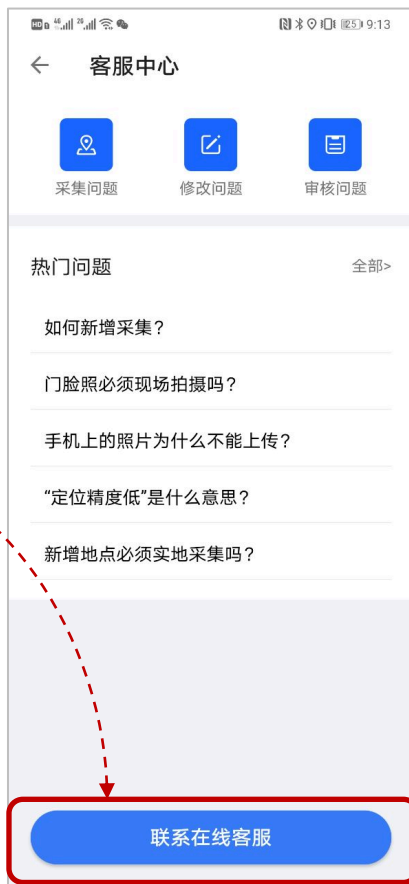 HD B 46 26 25 9:13
客服中心
采集问题 修改问题 审核问题
热门问题 全部>
如何新增采集?
门脸照必须现场拍摄吗?
手机上的照片为什么不能上传?
“定位精度低”是什么意思?
新增地点必须实地采集吗?
联系在线客服